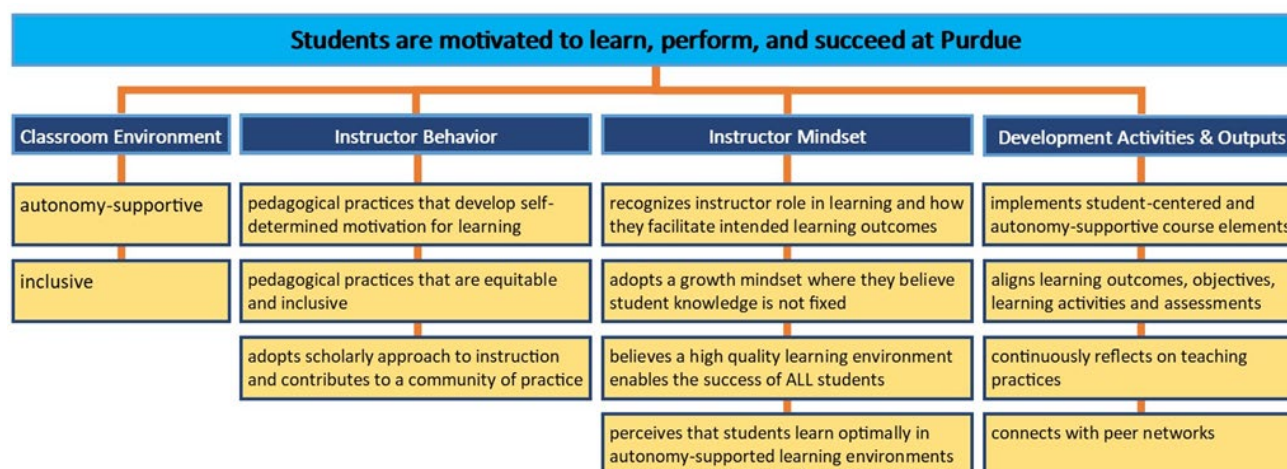 Students are motivated to learn, perform, and succeed at Purdue
Classroom Environment
autonomy-supportive
inclusive
Instructor Behavior
pedagogical practices that develop self-
determined motivation for learning
pedagogical practices that are equitable
and inclusive
adopts scholarly approach to instruction
and contributes to a community of practice
Instructor Mindset
recognizes instructor role in learning and how
they facilitate intended learning outcomes
adopts a growth mindset where they believe
student knowledge is not fixed
believes a high quality learning environment
enables the success of ALL students
perceives that students learn optimally in
autonomy-supported learning environments
Development Activities & Outputs
implements student-centered and
autonomy-supportive course elements
aligns learning outcomes, objectives,
learning activities and assessments
continuously reflects on teaching
practices
connects with peer networks